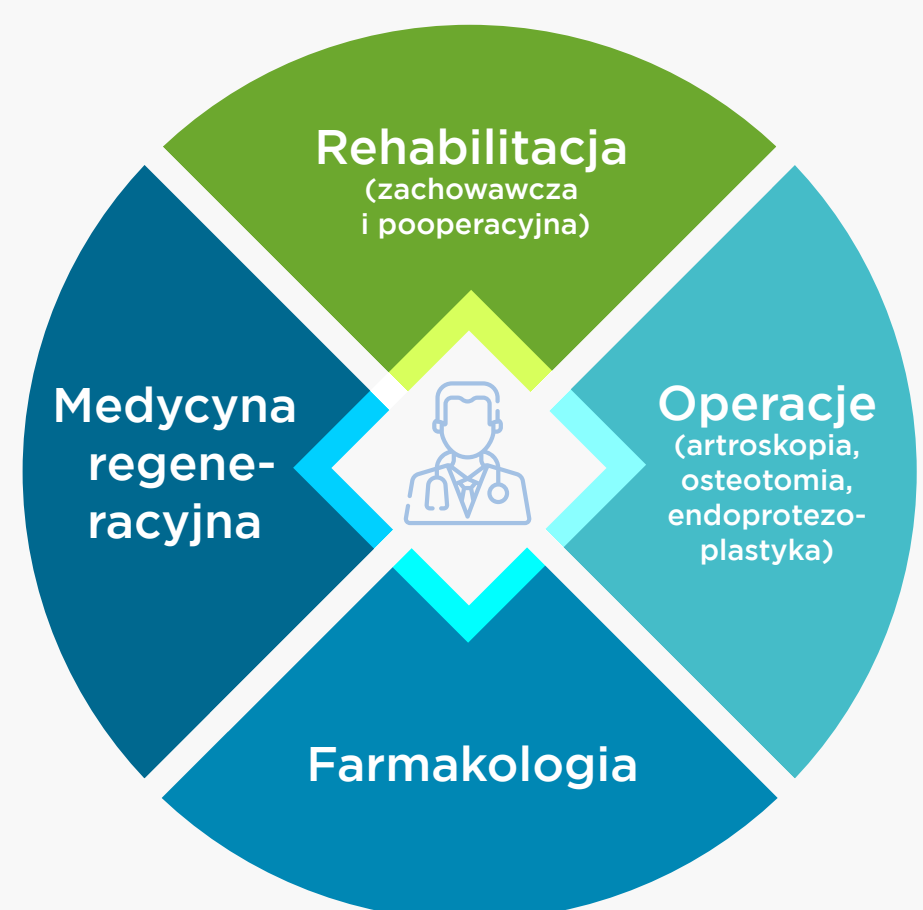 Rehabilitacja
(zachowawcza
i pooperacyjna)
Medycyna
regene-
racyjna
Operacje
(artroskopia,
osteotomia,
endoprotezo-
plastyka)
Farmakologia